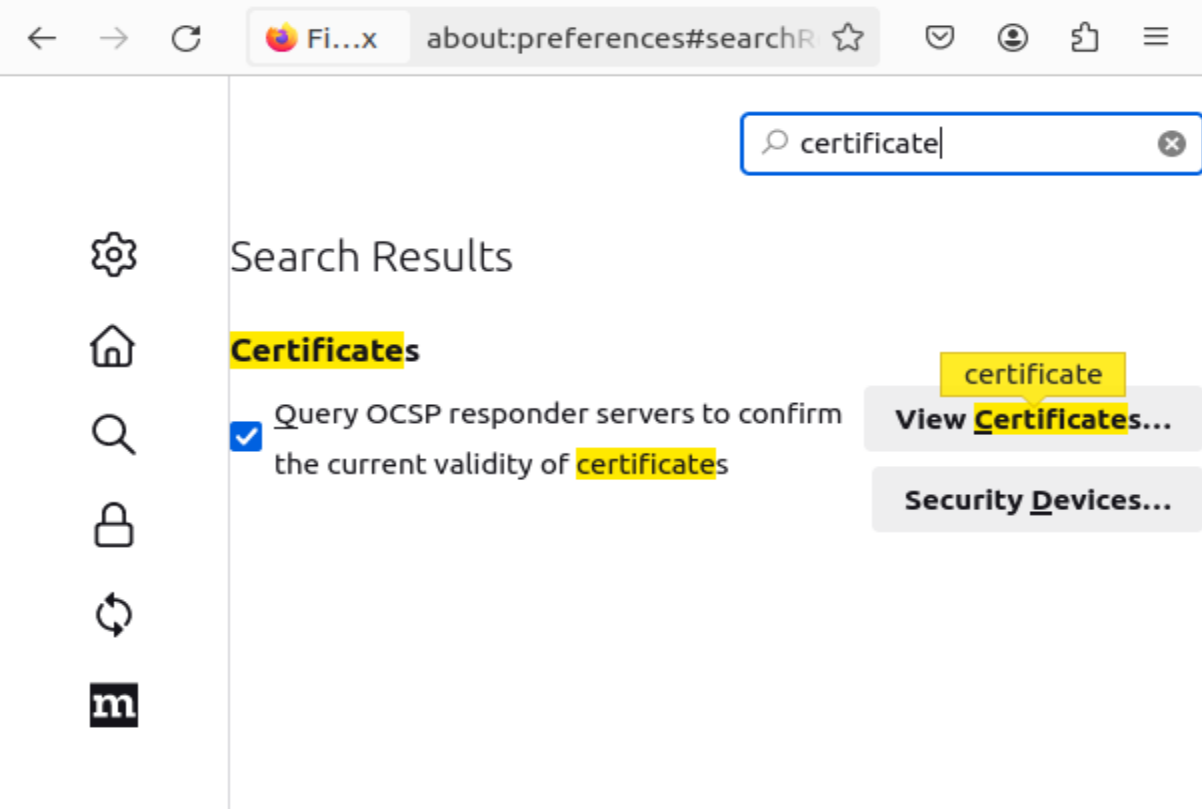 Fi...x
about:preferences#searchR
certificate
Search Results
Certificates
certificate
Query OCSP responder servers to confirm
the current validity of certificates
View Certificates...
Security Devices...
m